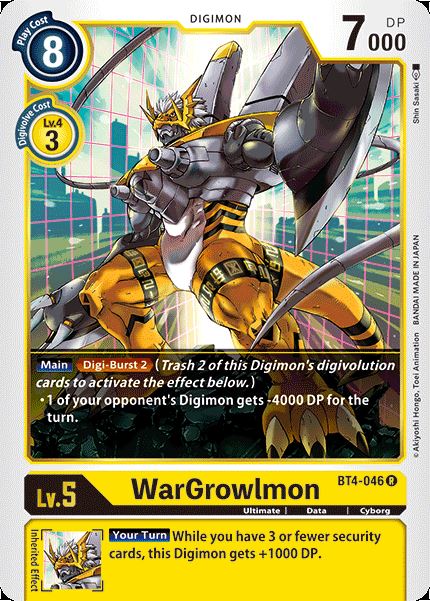 Play Cost
8
DIGIMON
DP
7000
Digivolve Cost
Lv.4
3
Shin Sasaki
© Akiyoshi Hongo, Toei Animation BANDAI MADE IN JAPAN
Main Digi-Burst 2 (Trash 2 of this Digimon's digivolution
cards to activate the effect below.)
•1 of your opponent's Digimon gets -4000 DP for the
turn.
Lv.5
WarGrowlmon
BT4-046 R
Ultimate | Data | Cyborg
Inherited Effect
Your Turn While you have 3 or fewer security
cards, this Digimon gets +1000 DP.